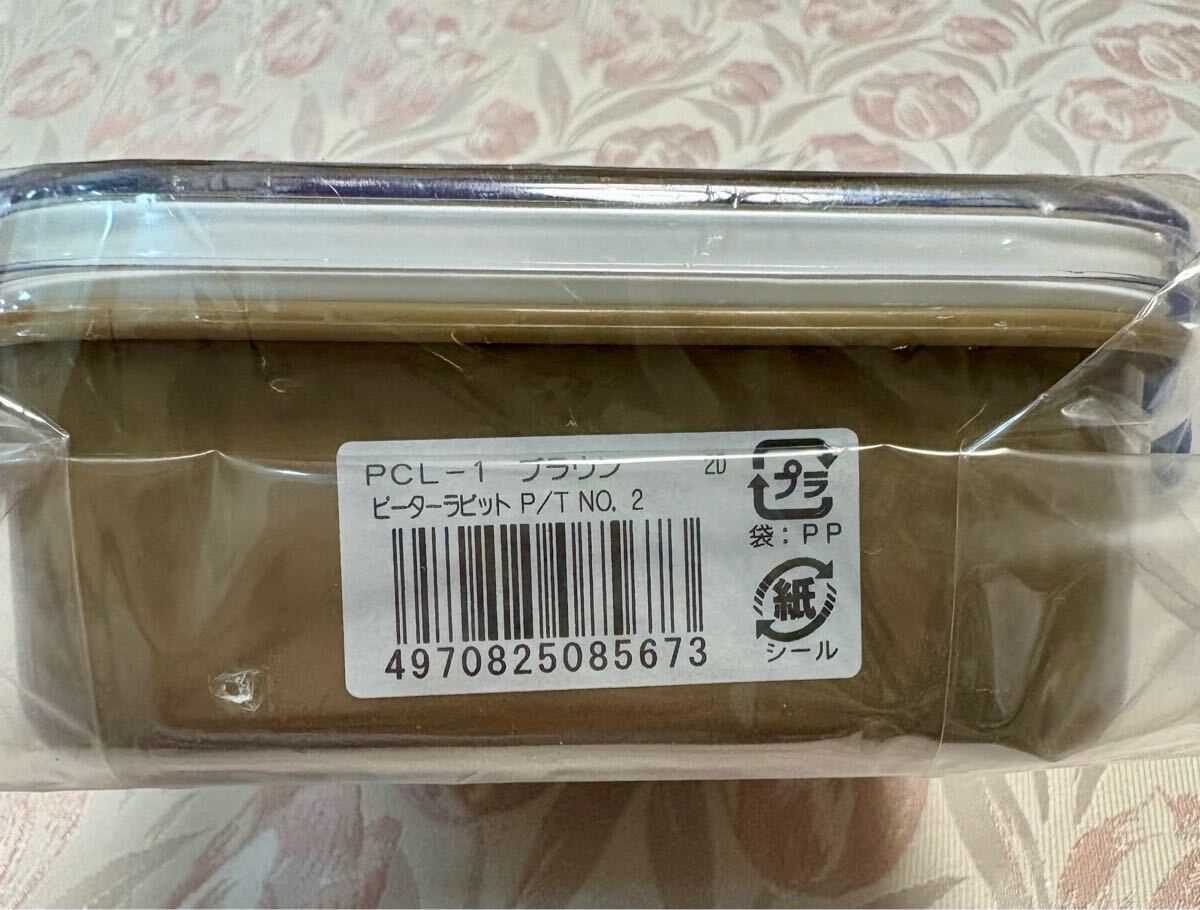 PCL-1 ブラウン 20
ピーターラビット P/T NO. 2
4970825085673
プラ
袋:PP
紙
シール